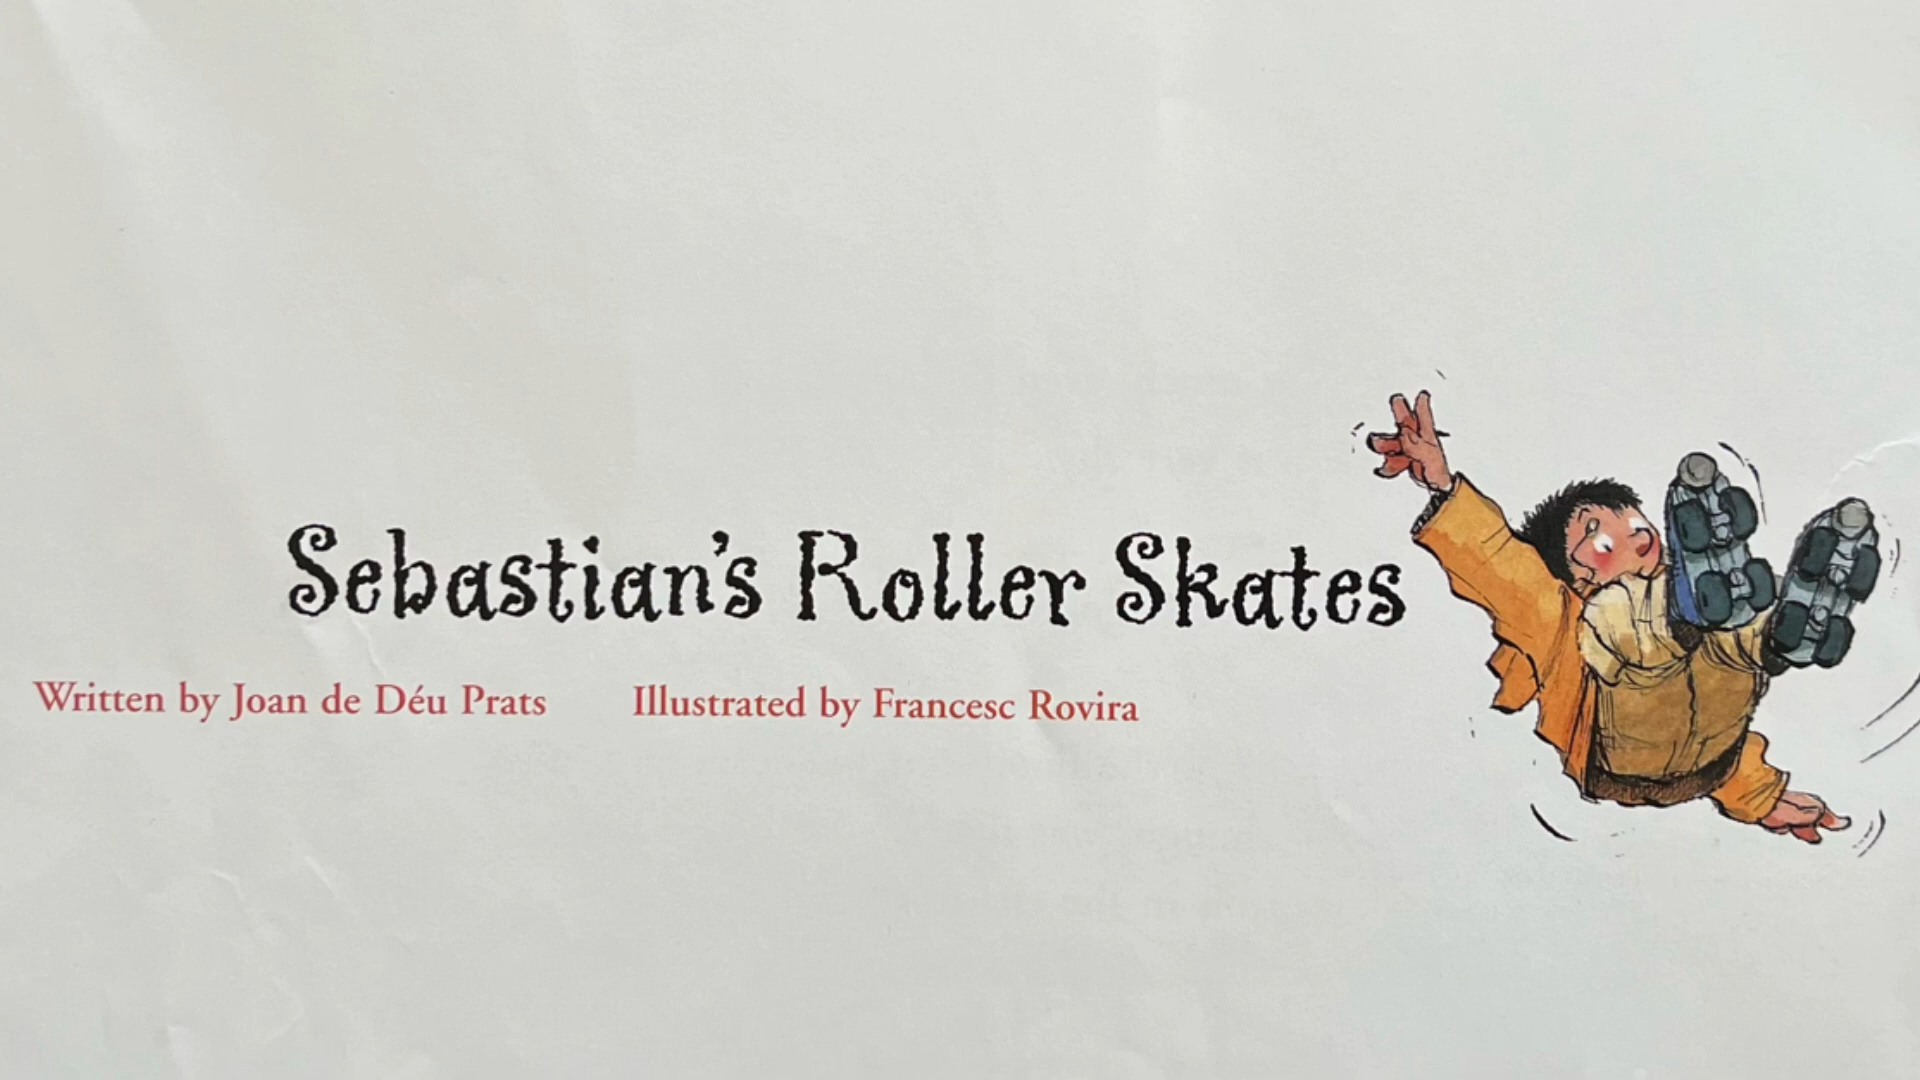 Sebastian's Roller Skates
Written by Joan de Déu Prats Illustrated by Francesc Rovira